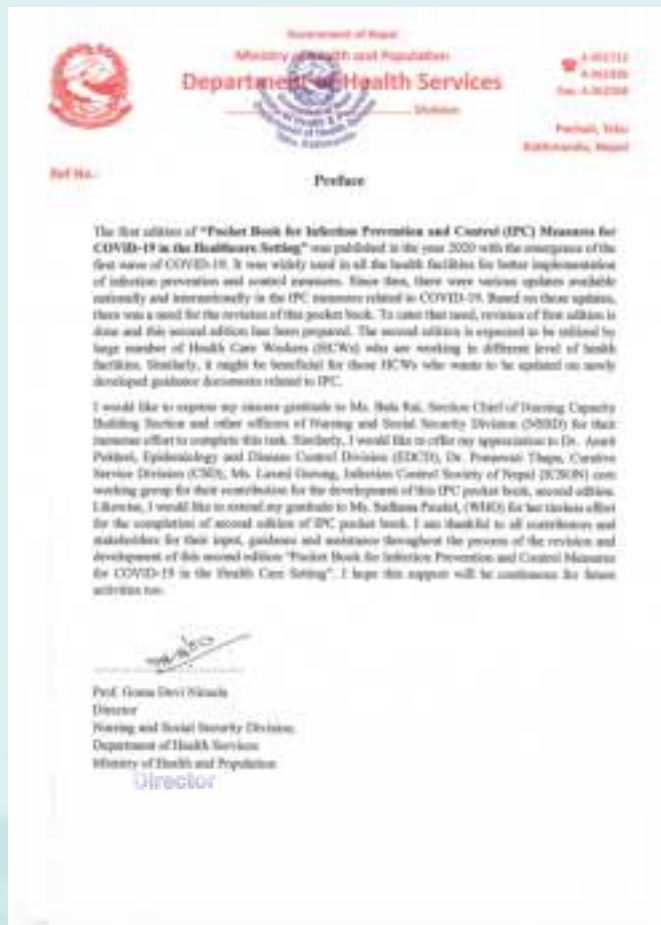 Government of Nepal
Ministry of Health and Population
Department of Health Services
Division
Pachali, Teku
Kathmandu, Nepal
Ref No.:
Preface
The first edition of "Pocket Book for Infection Prevention and Control (IPC) Measures for
COVID-19 in the Healthcare Setting" was published in the year 2020 with the emergence of the
first wave of COVID-19. It was widely used in all the health facilities for better implementation
of infection prevention and control measures. Since then, there were various updates available
nationally and internationally in the IPC measures related to COVID-19. Based on these updates,
there was a need for the revision of this pocket book. To cater that need, revision of first edition is
done and this second edition has been prepared. The second edition is expected to be utilized by
large number of Health Care Workers (HCWs) who are working in different level of health
facilities. Similarly, it might be beneficial for those HCWs who wants to be updated on newly
developed guidance documents related to IPC.
I would like to express my sincere gratitude to Ms. Bala Rai, Section Chief of Nursing Capacity
Building Section and other officers of Nursing and Social Security Division (NSSD) for their
immense effort to complete this task. Similarly, I would like to offer my appreciation to Dr.
Epidemiology and Disease Control Division (EDCD), Dr. Thapa, Curative
Service Division (CSD), Ms. Laxmi Gurung, Infection Control Society of Nepal (ICSON) core
working group for their contribution for the development of this IPC pocket book, second edition.
Likewise, I would like to extend my gratitude to Ms. Sadhana (WHO) for her tireless effort
for the completion of second edition of IPC pocket book. I am thankful to all contributors and
stakeholders for their input, guidance and assistance throughout the process of the revision and
development of this second edition "Pocket Book for Infection Prevention and Control Measures
for COVID-19 in the Health Care Setting". I hope this support will be continuous for future
activities too.
Prof. Goma Devi Niraula
Director
Nursing and Social Security Division,
Department of Health Services
Ministry of Health and Population
Director